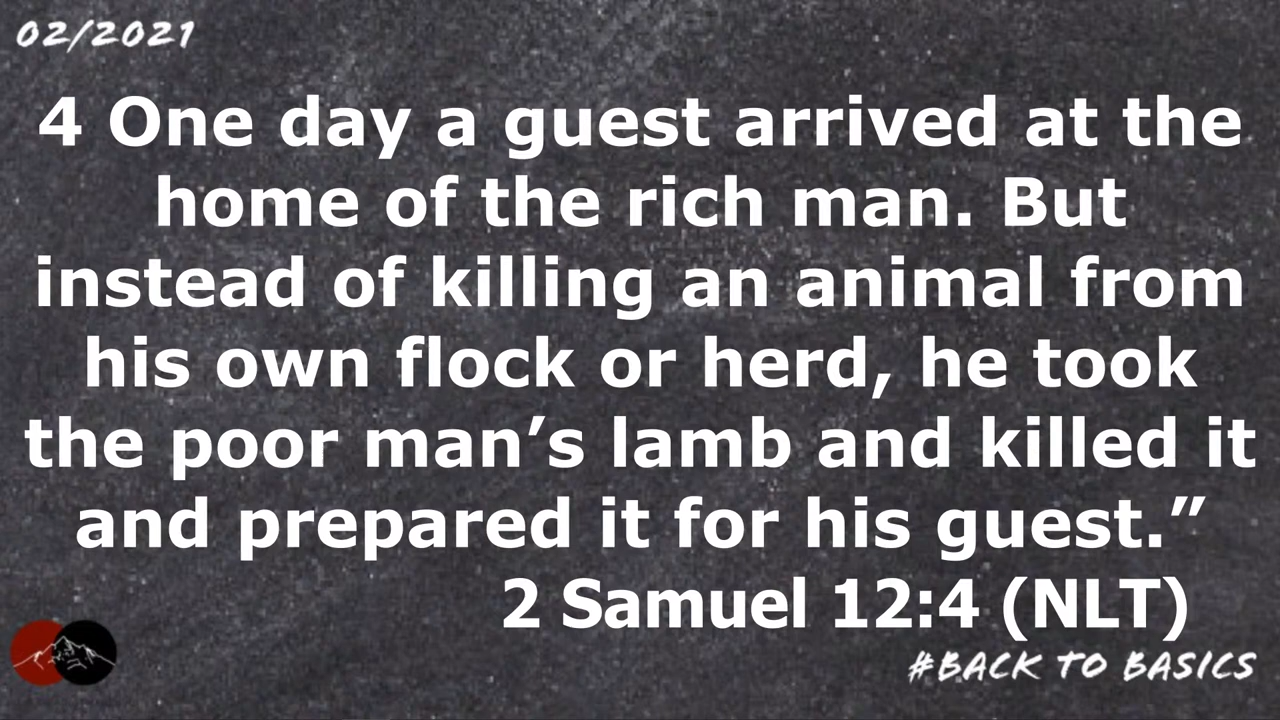 02/2021
4 One day a guest arrived at the
home of the rich man. But
instead of killing an animal from
his own flock or herd, he took
the poor man’s lamb and killed it
and prepared it for his guest.”
2 Samuel 12:4 (NLT)
#BACK TO BASICS